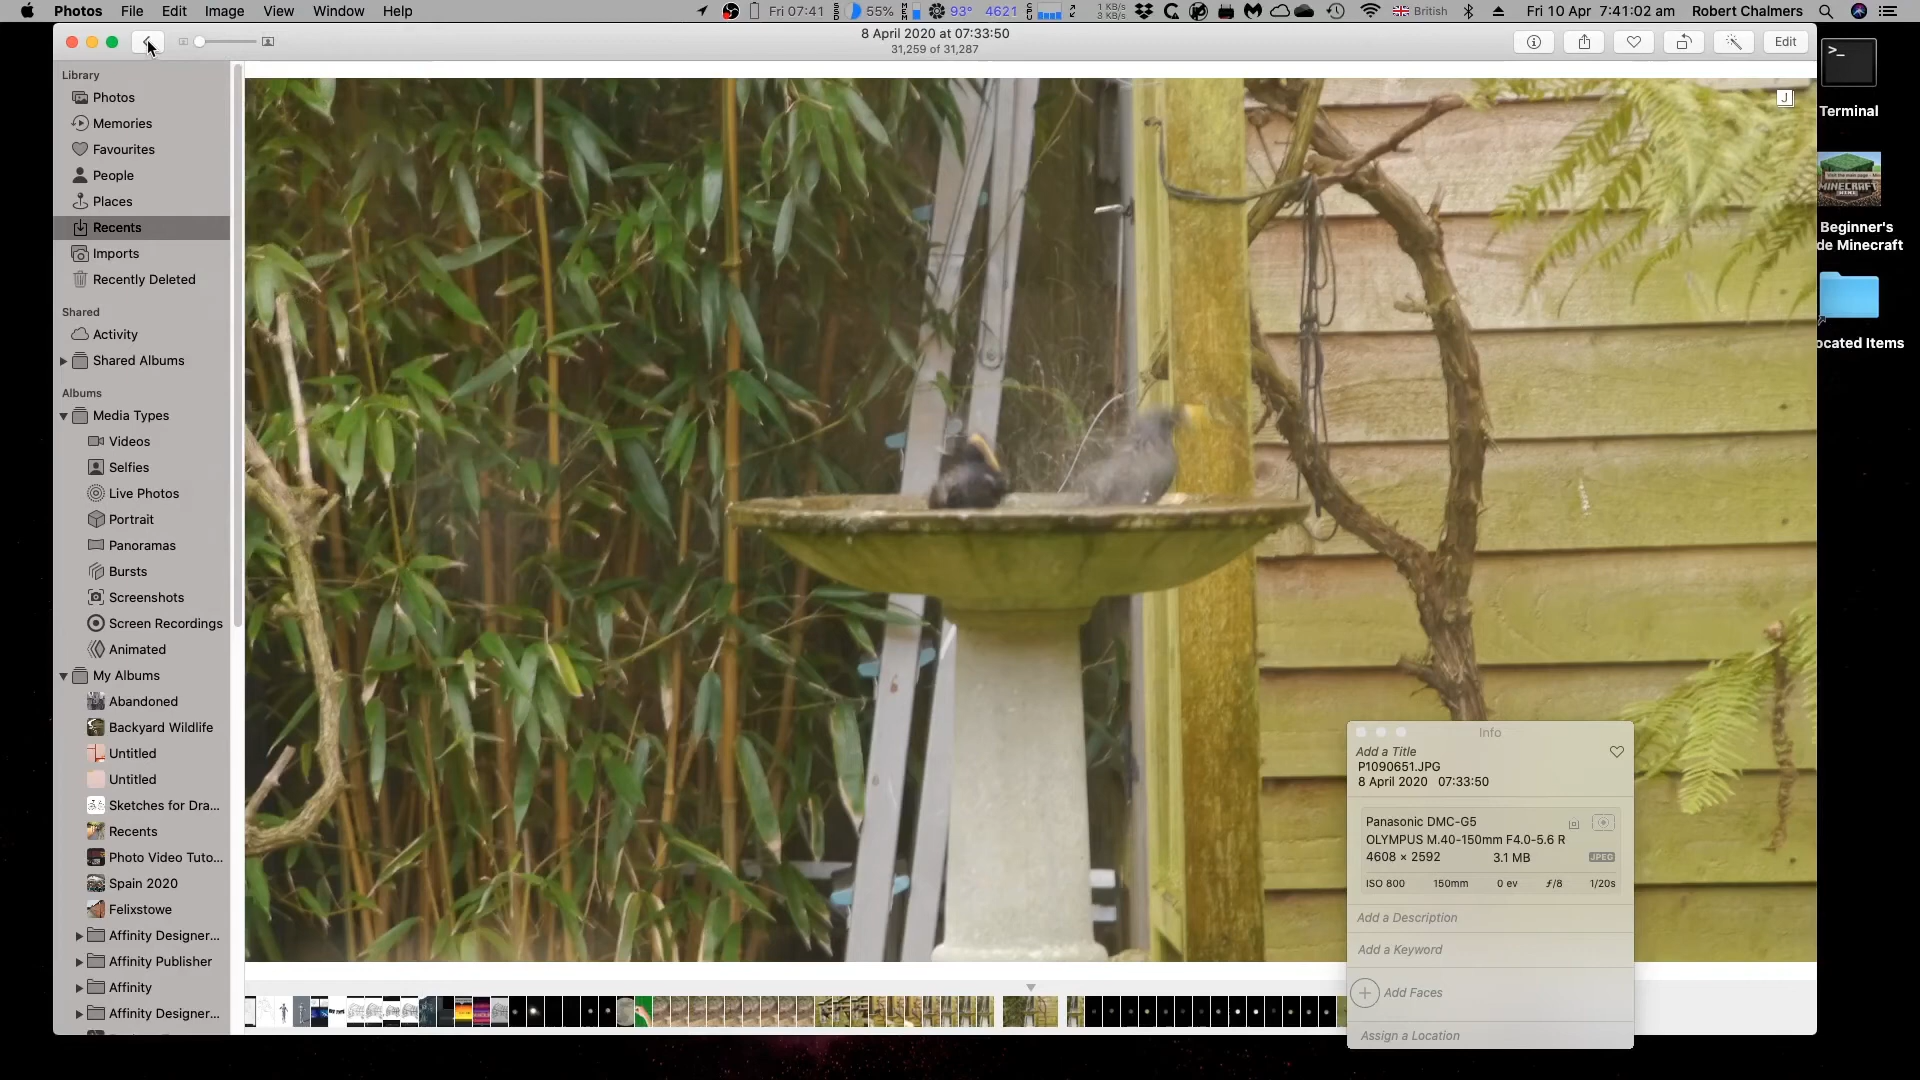 Photos File Edit Image View Window Help
Fri 07:41 55% 93° 4621 1 KB/s 3 KB/s British Fri 10 Apr 7:41:02 am Robert Chalmers
8 April 2020 at 07:33:50
31,259 of 31,287
Edit
Library
Photos
Memories
Favourites
People
Places
Recents
Imports
Recently Deleted
Shared
Activity
Shared Albums
Albums
Media Types
Videos
Selfies
Live Photos
Portrait
Panoramas
Bursts
Screenshots
Screen Recordings
Animated
My Albums
Abandoned
Backyard Wildlife
Untitled
Untitled
Sketches for Dra...
Recents
Photo Video Tuto...
Spain 2020
Felixstowe
Affinity Designer...
Affinity Publisher
Affinity
Affinity Designer...
J
Terminal
MINECRAFT
Beginner's
de Minecraft
ocated Items
Info
Add a Title
P1090651.JPG
8 April 2020 07:33:50
Panasonic DMC-G5
OLYMPUS M.40-150mm F4.0-5.6 R
4608 × 2592 3.1 MB JPEG
ISO 800 150mm 0 ev ƒ/8 1/20s
Add a Description
Add a Keyword
Add Faces
Assign a Location